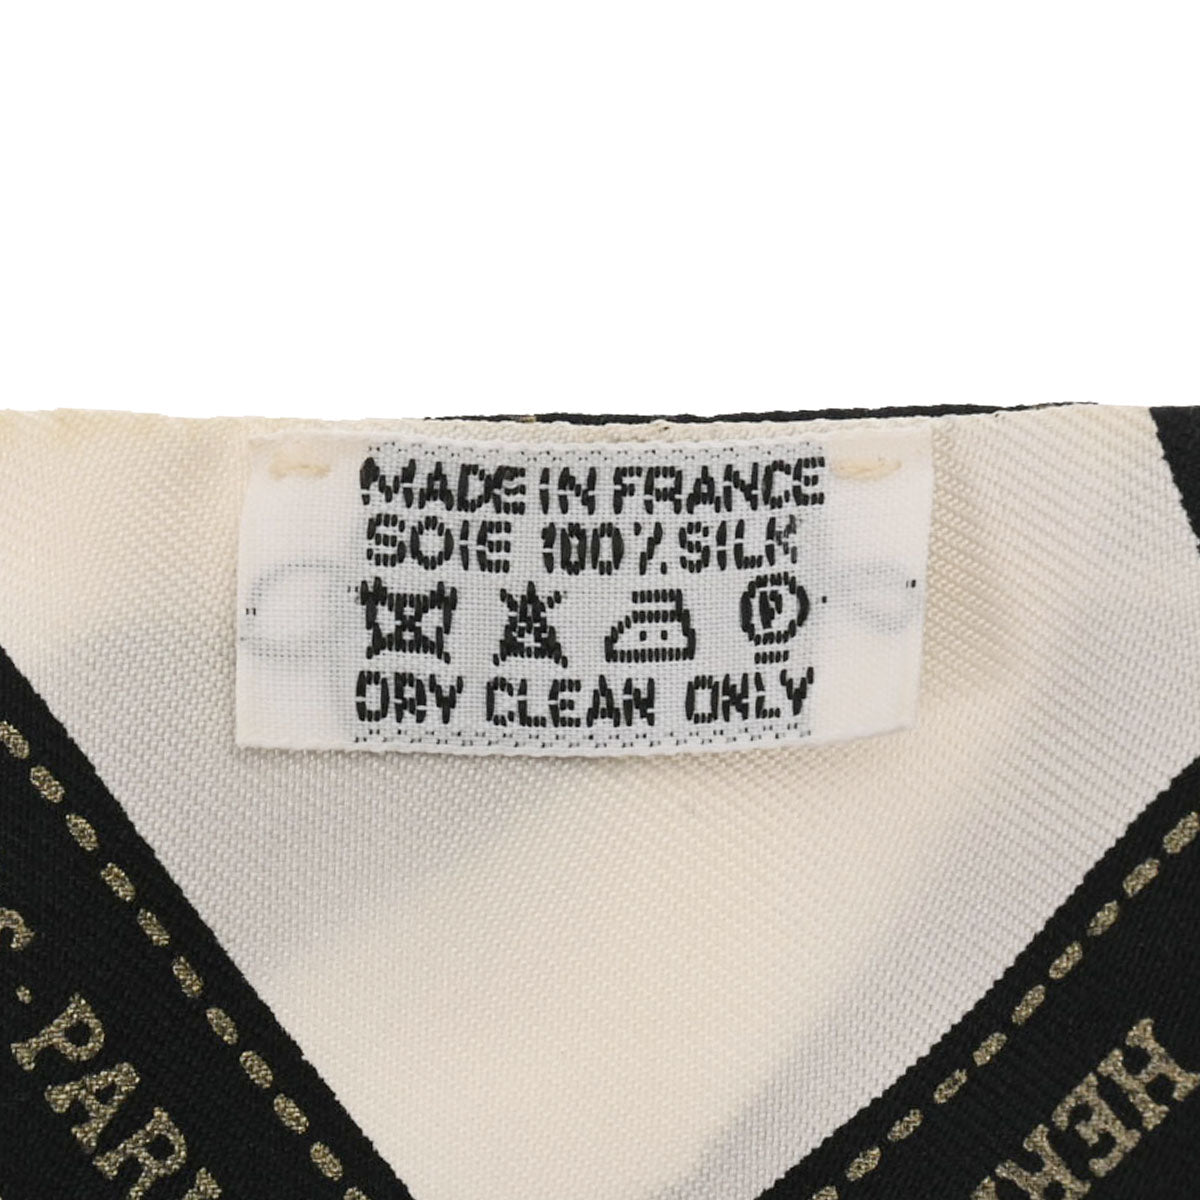 MADE IN FRANCE
SOIE 100% SILK
P
DRY CLEAN ONLY